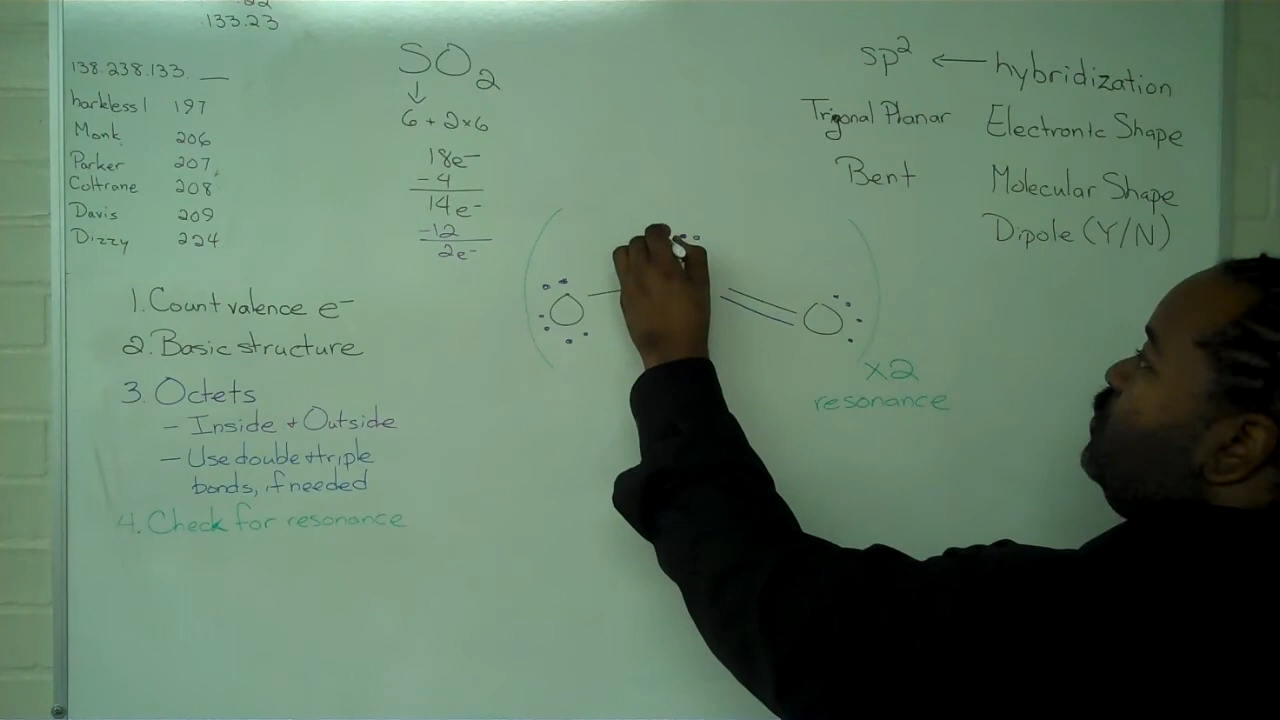 133.23
138.238.133. __
harkless1 197
Monk 206
Parker 207
Coltrane 208
Davis 209
Dizzy 224
SO2
↓
6 + 2×6
18e⁻
-4
14e⁻
-12
2e⁻
sp² ← hybridization
Trigonal Planar Electronic Shape
Bent Molecular Shape
Dipole (Y/N)
1. Count valence e⁻
2. Basic structure
3. Octets
- Inside + Outside
- Use double + triple
bonds, if needed
4. Check for resonance
O O
×2
resonance